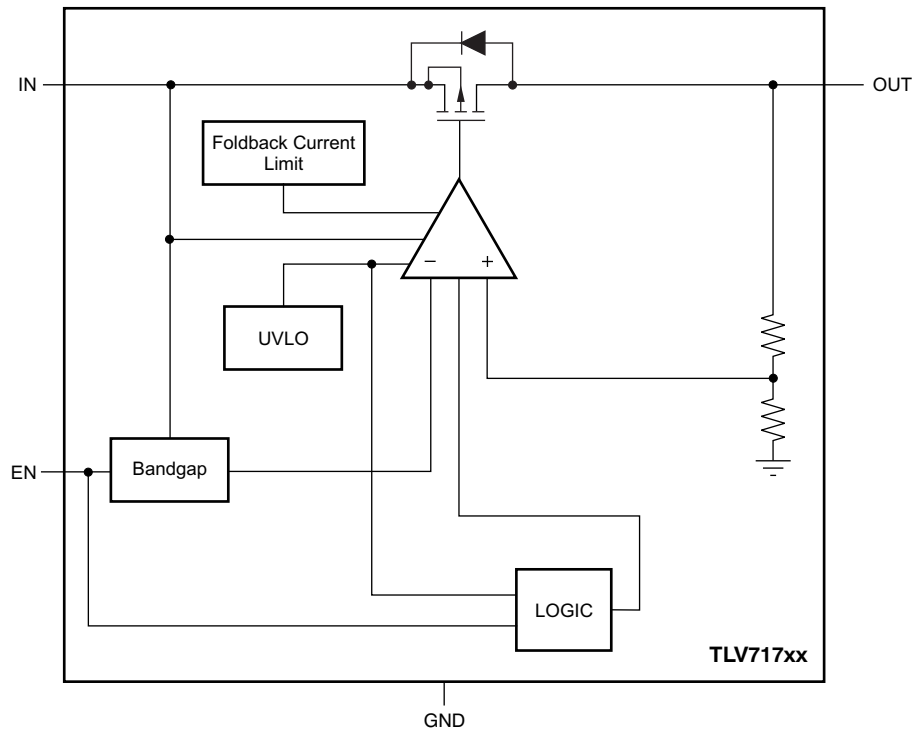 IN
OUT
Foldback Current
Limit
−
+
UVLO
EN
Bandgap
LOGIC
TLV717xx
GND